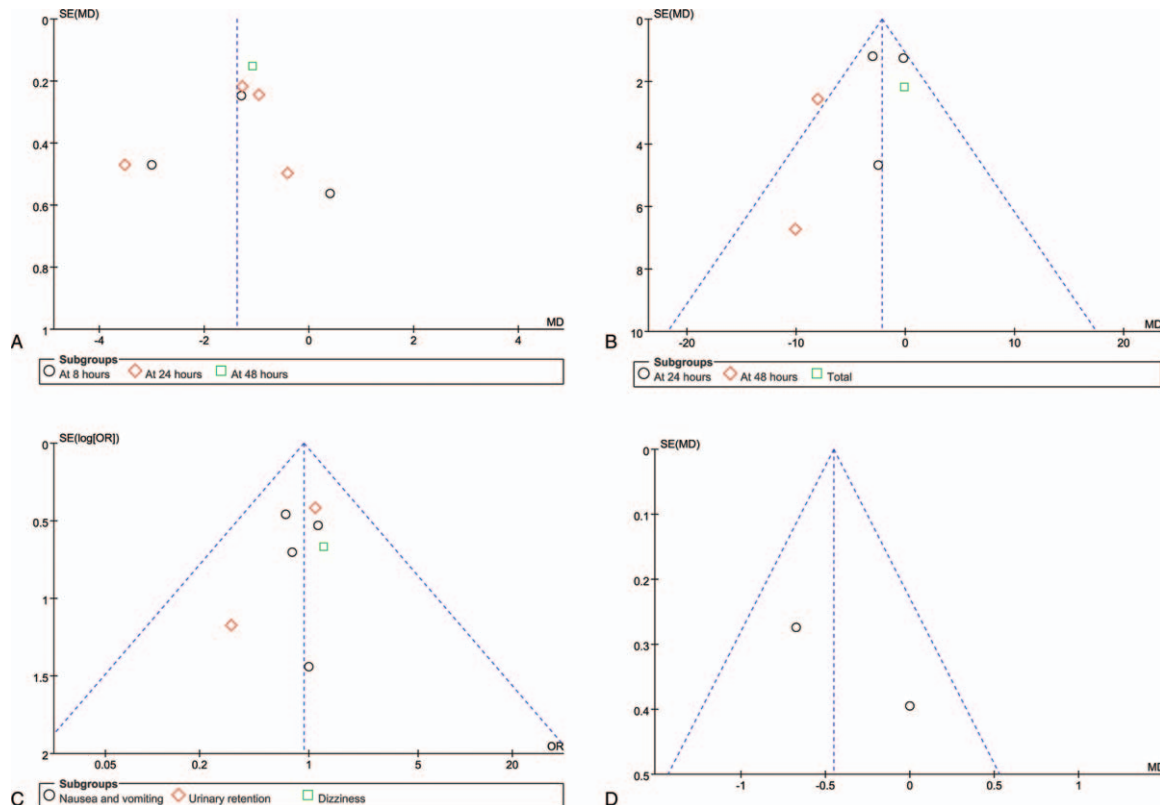 SE(MD)
0
0.2
0.4
0.6
0.8
1
-4
-2
0
2
4
MD
A
Subgroups
At 8 hours
At 24 hours
At 48 hours
SE(MD)
0
2
4
6
8
10
-20
-10
0
10
20
MD
B
Subgroups
At 24 hours
At 48 hours
Total
SE(log[OR])
0
0.5
1
1.5
2
0.05
0.2
1
5
20
OR
C
Subgroups
Nausea and vomiting
Urinary retention
Dizziness
SE(MD)
0
0.1
0.2
0.3
0.4
0.5
-1
-0.5
0
0.5
1
MD
D